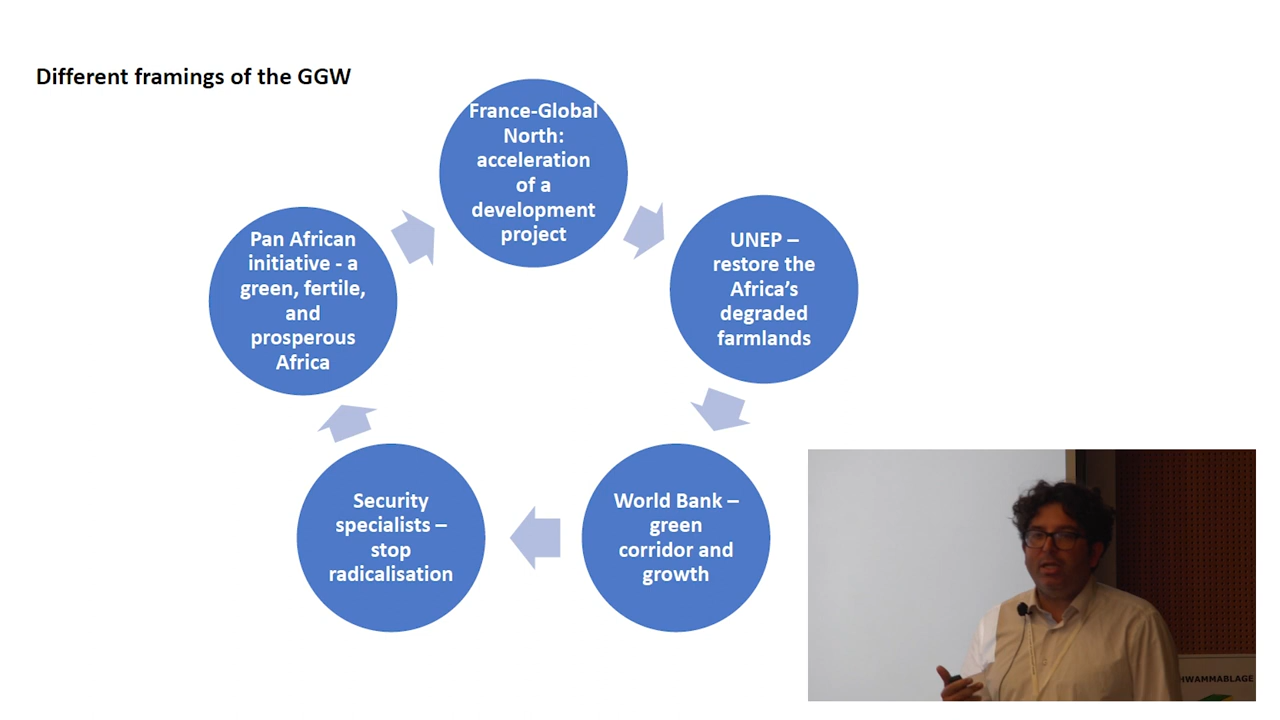 Different framings of the GGW
France-Global
North:
acceleration
of a
development
project
UNEP –
restore the
Africa's
degraded
farmlands
World Bank –
green
corridor and
growth
Security
specialists –
stop
radicalisation
Pan African
initiative - a
green, fertile,
and
prosperous
Africa
HWAMMABLAGE